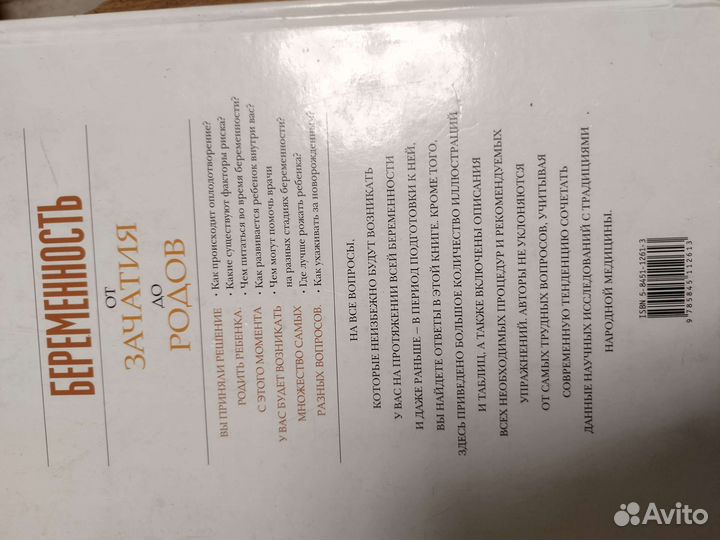 БЕРЕМЕННОСТЬ
ОТ
ЗАЧАТИЯ
ДО
РОДОВ
ВЫ ПРИНЯЛИ РЕШЕНИЕ
РОДИТЬ РЕБЕНКА.
С ЭТОГО МОМЕНТА
У ВАС БУДЕТ ВОЗНИКАТЬ
МНОЖЕСТВО САМЫХ
РАЗНЫХ ВОПРОСОВ.
• Как происходит оплодотворение?
• Какие существуют факторы риска?
• Чем питаться во время беременности?
• Как развивается ребенок внутри вас?
• Чем могут помочь врачи
на разных стадиях беременности?
• Где лучше рожать ребенка?
• Как ухаживать за новорожденным?
НА ВСЕ ВОПРОСЫ,
КОТОРЫЕ НЕИЗБЕЖНО БУДУТ ВОЗНИКАТЬ
У ВАС НА ПРОТЯЖЕНИИ ВСЕЙ БЕРЕМЕННОСТИ
И ДАЖЕ РАНЬШЕ – В ПЕРИОД ПОДГОТОВКИ К НЕЙ,
ВЫ НАЙДЕТЕ ОТВЕТЫ В ЭТОЙ КНИГЕ. КРОМЕ ТОГО,
ЗДЕСЬ ПРИВЕДЕНО БОЛЬШОЕ КОЛИЧЕСТВО ИЛЛЮСТРАЦИЙ
И ТАБЛИЦ, А ТАКЖЕ ВКЛЮЧЕНЫ ОПИСАНИЯ
ВСЕХ НЕОБХОДИМЫХ ПРОЦЕДУР И РЕКОМЕНДУЕМЫХ
УПРАЖНЕНИЙ. АВТОРЫ НЕ УКЛОНЯЮТСЯ
ОТ САМЫХ ТРУДНЫХ ВОПРОСОВ, УЧИТЫВАЯ
СОВРЕМЕННУЮ ТЕНДЕНЦИЮ СОЧЕТАТЬ
ДАННЫЕ НАУЧНЫХ ИССЛЕДОВАНИЙ С ТРАДИЦИЯМИ
НАРОДНОЙ МЕДИЦИНЫ.
ISBN 5-8451-1261-3
9 785845 112613
Avito